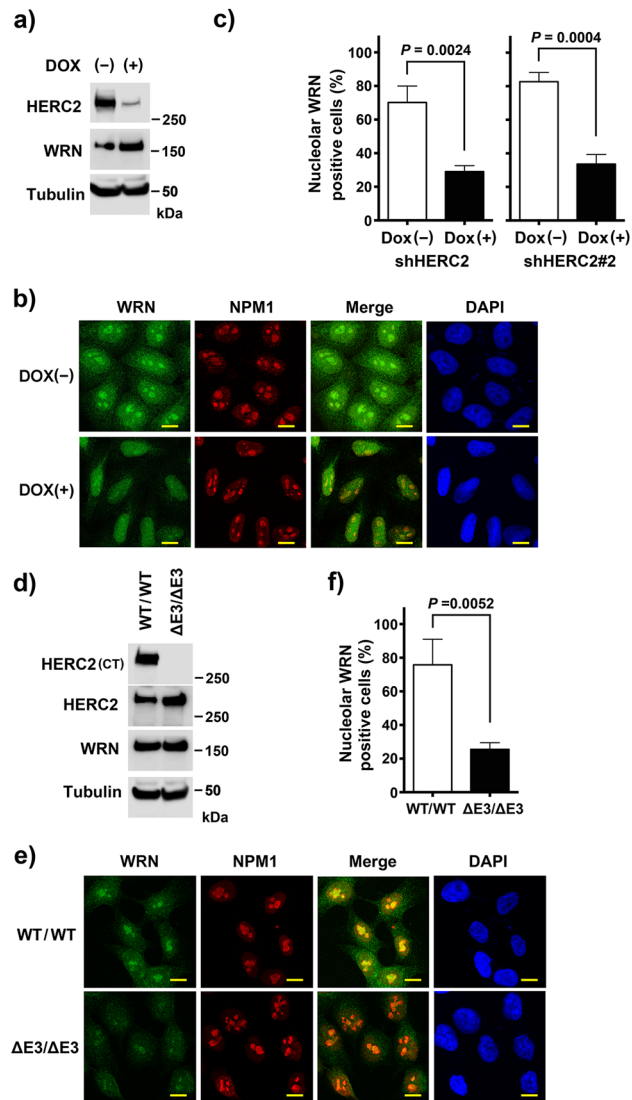 a)
DOX (−) (+)
HERC2
250
WRN
150
Tubulin
50
kDa
c)
P = 0.0024
P = 0.0004
Nucleolar WRN
positive cells (%)
100
80
60
40
20
0
Dox(−) Dox(+)
shHERC2
Dox(−) Dox(+)
shHERC2#2
b)
WRN NPM1 Merge DAPI
DOX(−)
DOX(+)
d)
WT/WT
ΔE3/ΔE3
HERC2(CT)
250
HERC2
250
WRN
150
Tubulin
50
kDa
f)
P =0.0052
Nucleolar WRN
positive cells (%)
100
80
60
40
20
0
WT/WT ΔE3/ΔE3
e)
WRN NPM1 Merge DAPI
WT/WT
ΔE3/ΔE3